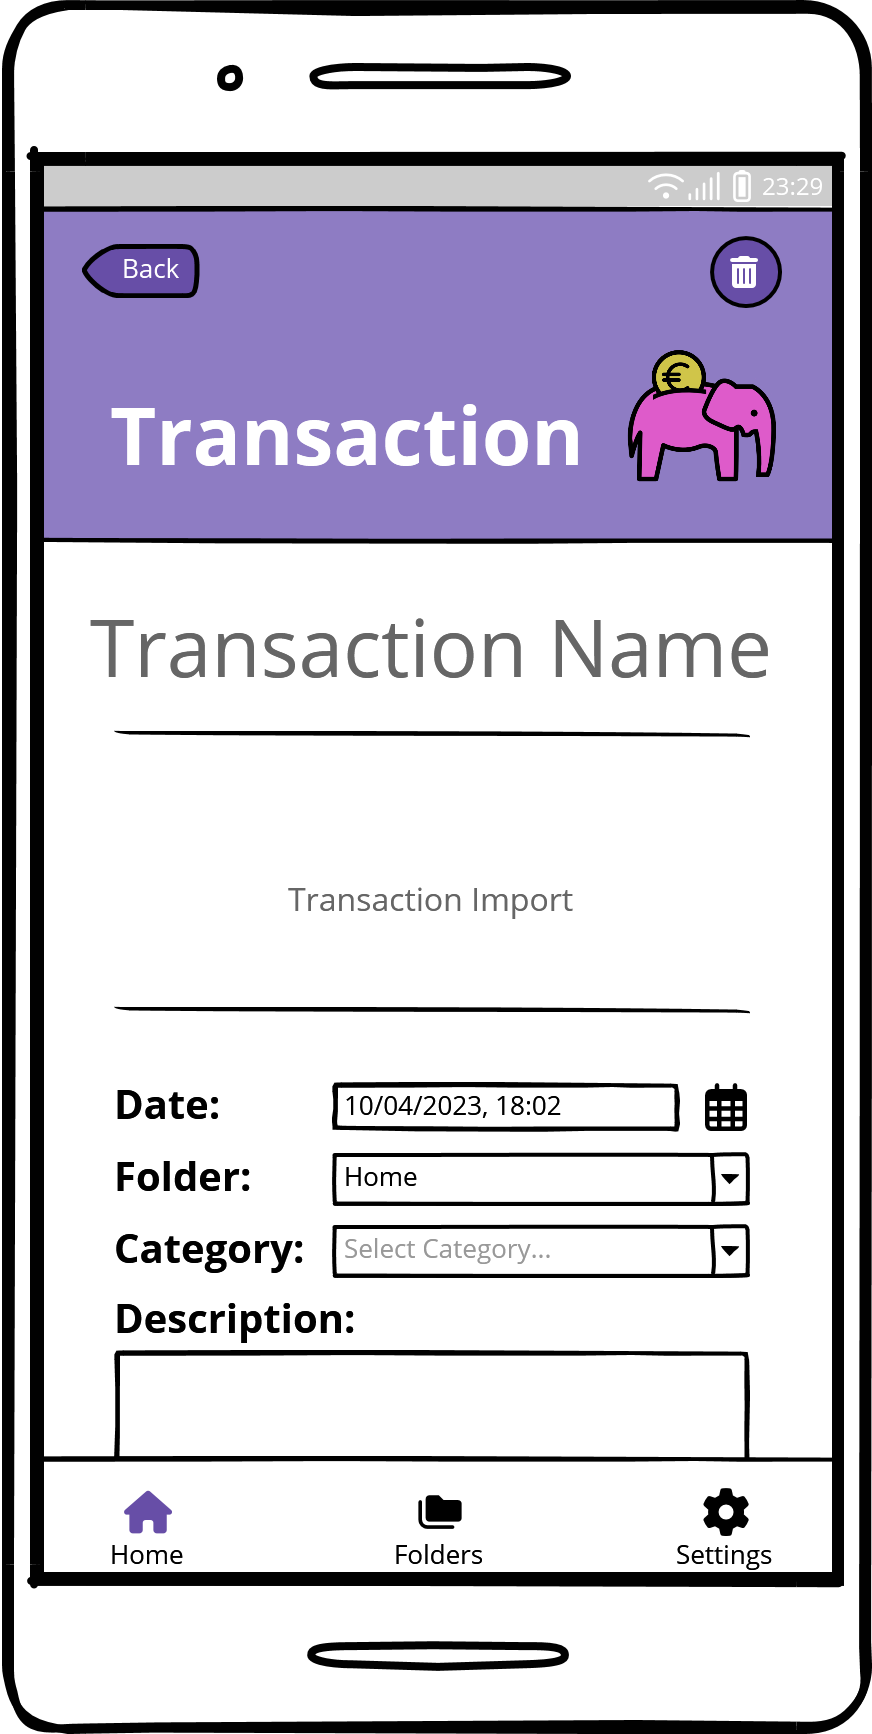 23:29
Back
€
Transaction
Transaction Name
Transaction Import
Date: 10/04/2023, 18:02
Folder: Home
Category: Select Category...
Description:
Home Folders Settings